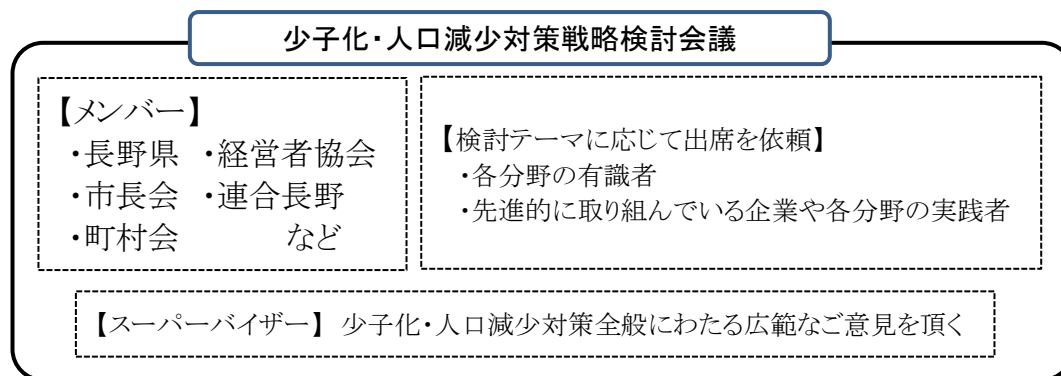 少子化・人口減少対策戦略検討会議
【メンバー】
・長野県 ・経営者協会
・市長会 ・連合長野
・町村会 など
【検討テーマに応じて出席を依頼】
・各分野の有識者
・先進的に取り組んでいる企業や各分野の実践者
【スーパーバイザー】 少子化・人口減少対策全般にわたる広範なご意見を頂く